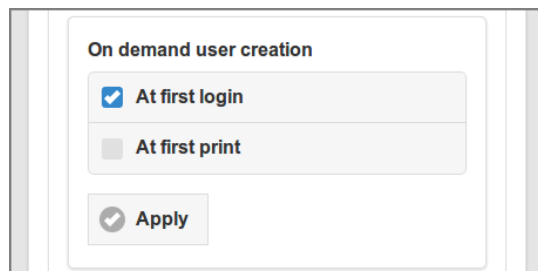 On demand user creation
At first login
At first print
Apply